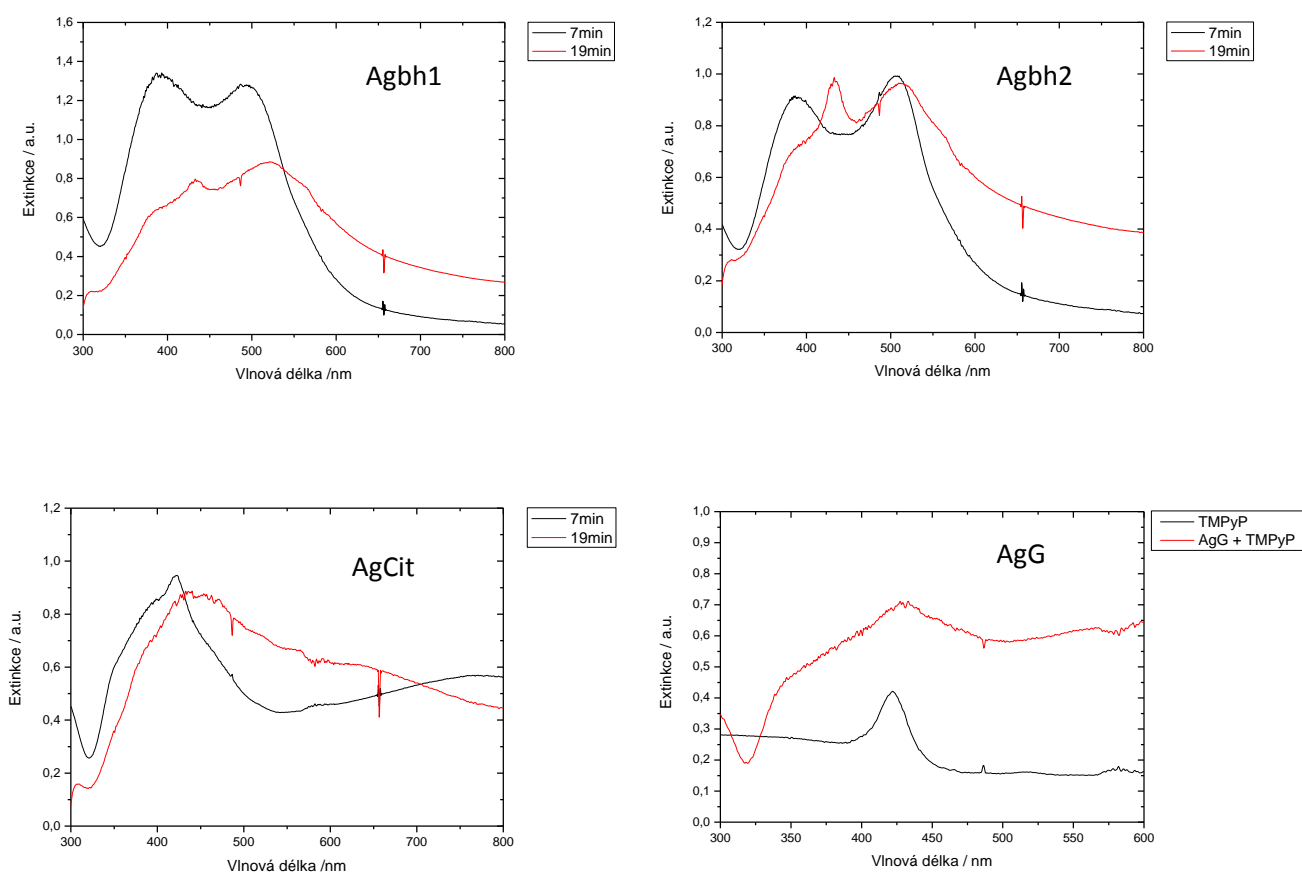 Agbh1
7min
19min
1,6
1,4
1,2
1,0
0,8
0,6
0,4
0,2
0,0
300 400 500 600 700 800
Extinkce / a.u.
Vlnová délka /nm
Agbh2
7min
19min
1,2
1,0
0,8
0,6
0,4
0,2
0,0
300 400 500 600 700 800
Extinkce / a.u.
Vlnová délka /nm
AgCit
7min
19min
1,2
1,0
0,8
0,6
0,4
0,2
0,0
300 400 500 600 700 800
Extinkce / a.u.
Vlnová délka /nm
AgG
TMPyP
AgG + TMPyP
1,0
0,9
0,8
0,7
0,6
0,5
0,4
0,3
0,2
0,1
0,0
300 350 400 450 500 550 600
Extinkce / a.u.
Vlnová délka / nm